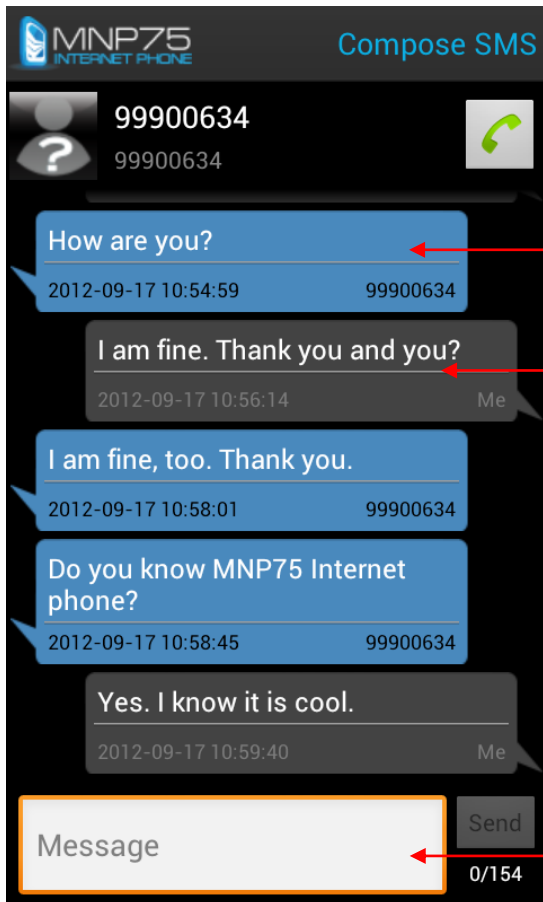 MNP75
INTERNET PHONE
Compose SMS
99900634
99900634
How are you?
2012-09-17 10:54:59 99900634
I am fine. Thank you and you?
2012-09-17 10:56:14 Me
I am fine, too. Thank you.
2012-09-17 10:58:01 99900634
Do you know MNP75 Internet
phone?
2012-09-17 10:58:45 99900634
Yes. I know it is cool.
2012-09-17 10:59:40 Me
Message
Send
0/154